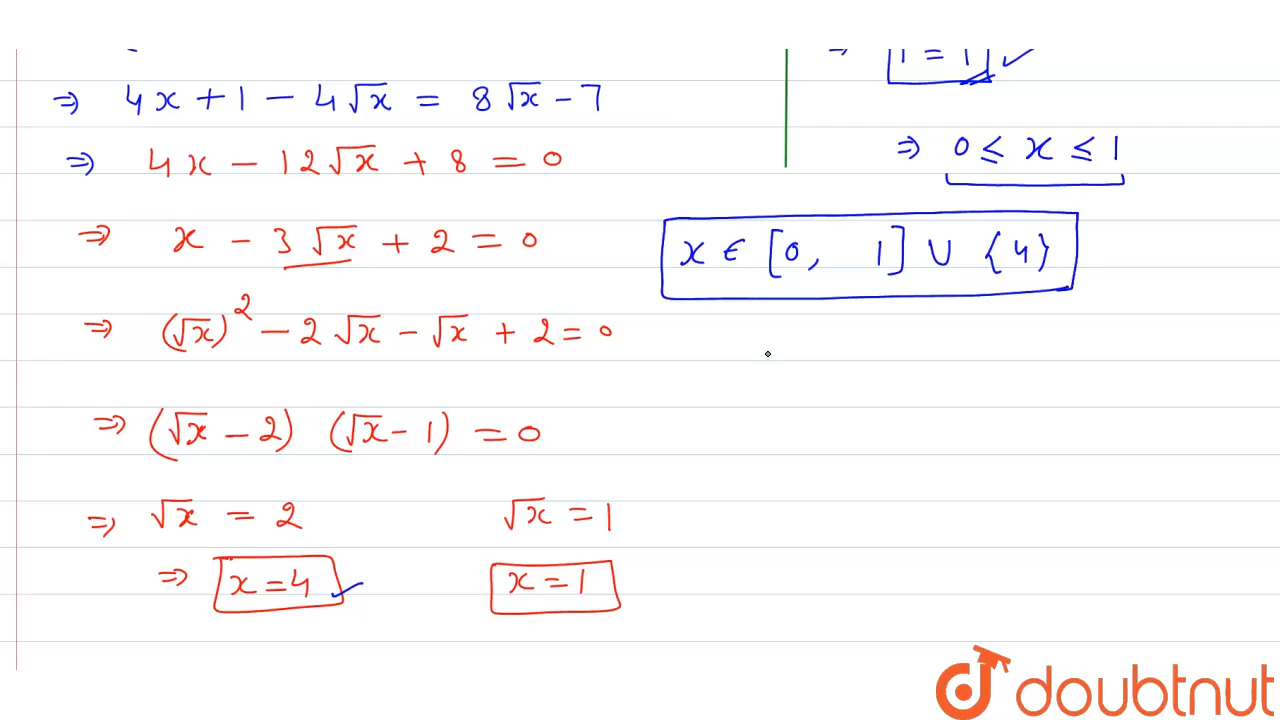 ⇒ 4x + 1 - 4√x = 8√x - 7
⇒ 4x - 12√x + 8 = 0
⇒ x - 3√x + 2 = 0
⇒ (√x)² - 2√x - √x + 2 = 0
⇒ (√x - 2) (√x - 1) = 0
⇒ √x = 2 √x = 1
⇒ x = 4 ✓ x = 1
⇒ 1 = 1 ✓
⇒ 0 ≤ x ≤ 1
x ∈ [0, 1] ∪ {4}
doubtnut